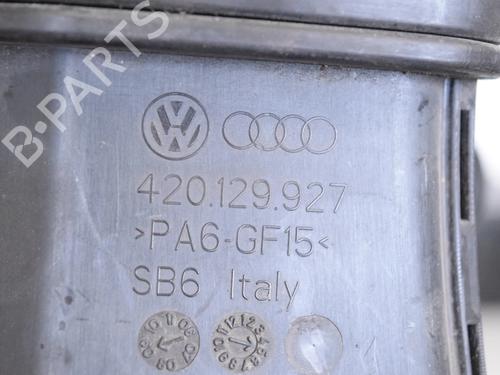 B-PARTS
420.129.927
>PA6-GF15<
SB6 Italy